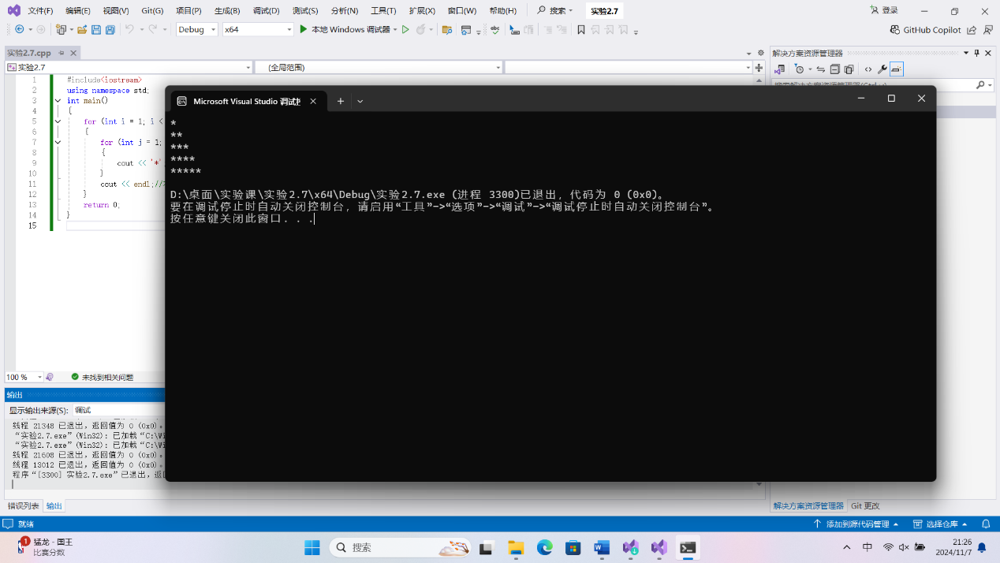 文件(F) 编辑(E) 视图(V) Git(G) 项目(P) 生成(B) 调试(D) 测试(S) 分析(N) 工具(T) 扩展(X) 窗口(W) 帮助(H) 搜索 实验2.7 登录
Debug x64 本地 Windows 调试器 GitHub Copilot
实验2.7.cpp 解决方案资源管理器
实验2.7 (全局范围)
1 #include<iostream>
2 using namespace std;
3 int main()
4 {
5 for (int i = 1; i <
6 {
7 for (int j = 1;
8 {
9 cout << '*'
10 }
11 cout << endl;//
12 }
13 return 0;
14 }
15
Microsoft Visual Studio 调试
*
**
***
****
*****
D:\桌面\实验课\实验2.7\x64\Debug\实验2.7.exe (进程 3300)已退出，代码为 0 (0x0)。
要在调试停止时自动关闭控制台，请启用“工具”->“选项”->“调试”->“调试停止时自动关闭控制台”。
按任意键关闭此窗口. . .
100 % 未找到相关问题
输出
显示输出来源(S): 调试
线程 21348 已退出，返回值为 0 (0x0)。
“实验2.7.exe”(Win32): 已加载“C:\Wi
“实验2.7.exe”(Win32): 已加载“C:\Wi
线程 21608 已退出，返回值为 0 (0x0)。
线程 13012 已退出，返回值为 0 (0x0)。
程序“[3300] 实验2.7.exe”已退出，返
错误列表 输出 解决方案资源管理器 Git 更改
就绪 添加到源代码管理 选择仓库
1 猛龙 - 国王
比赛分数
搜索
中
21:26
2024/11/7